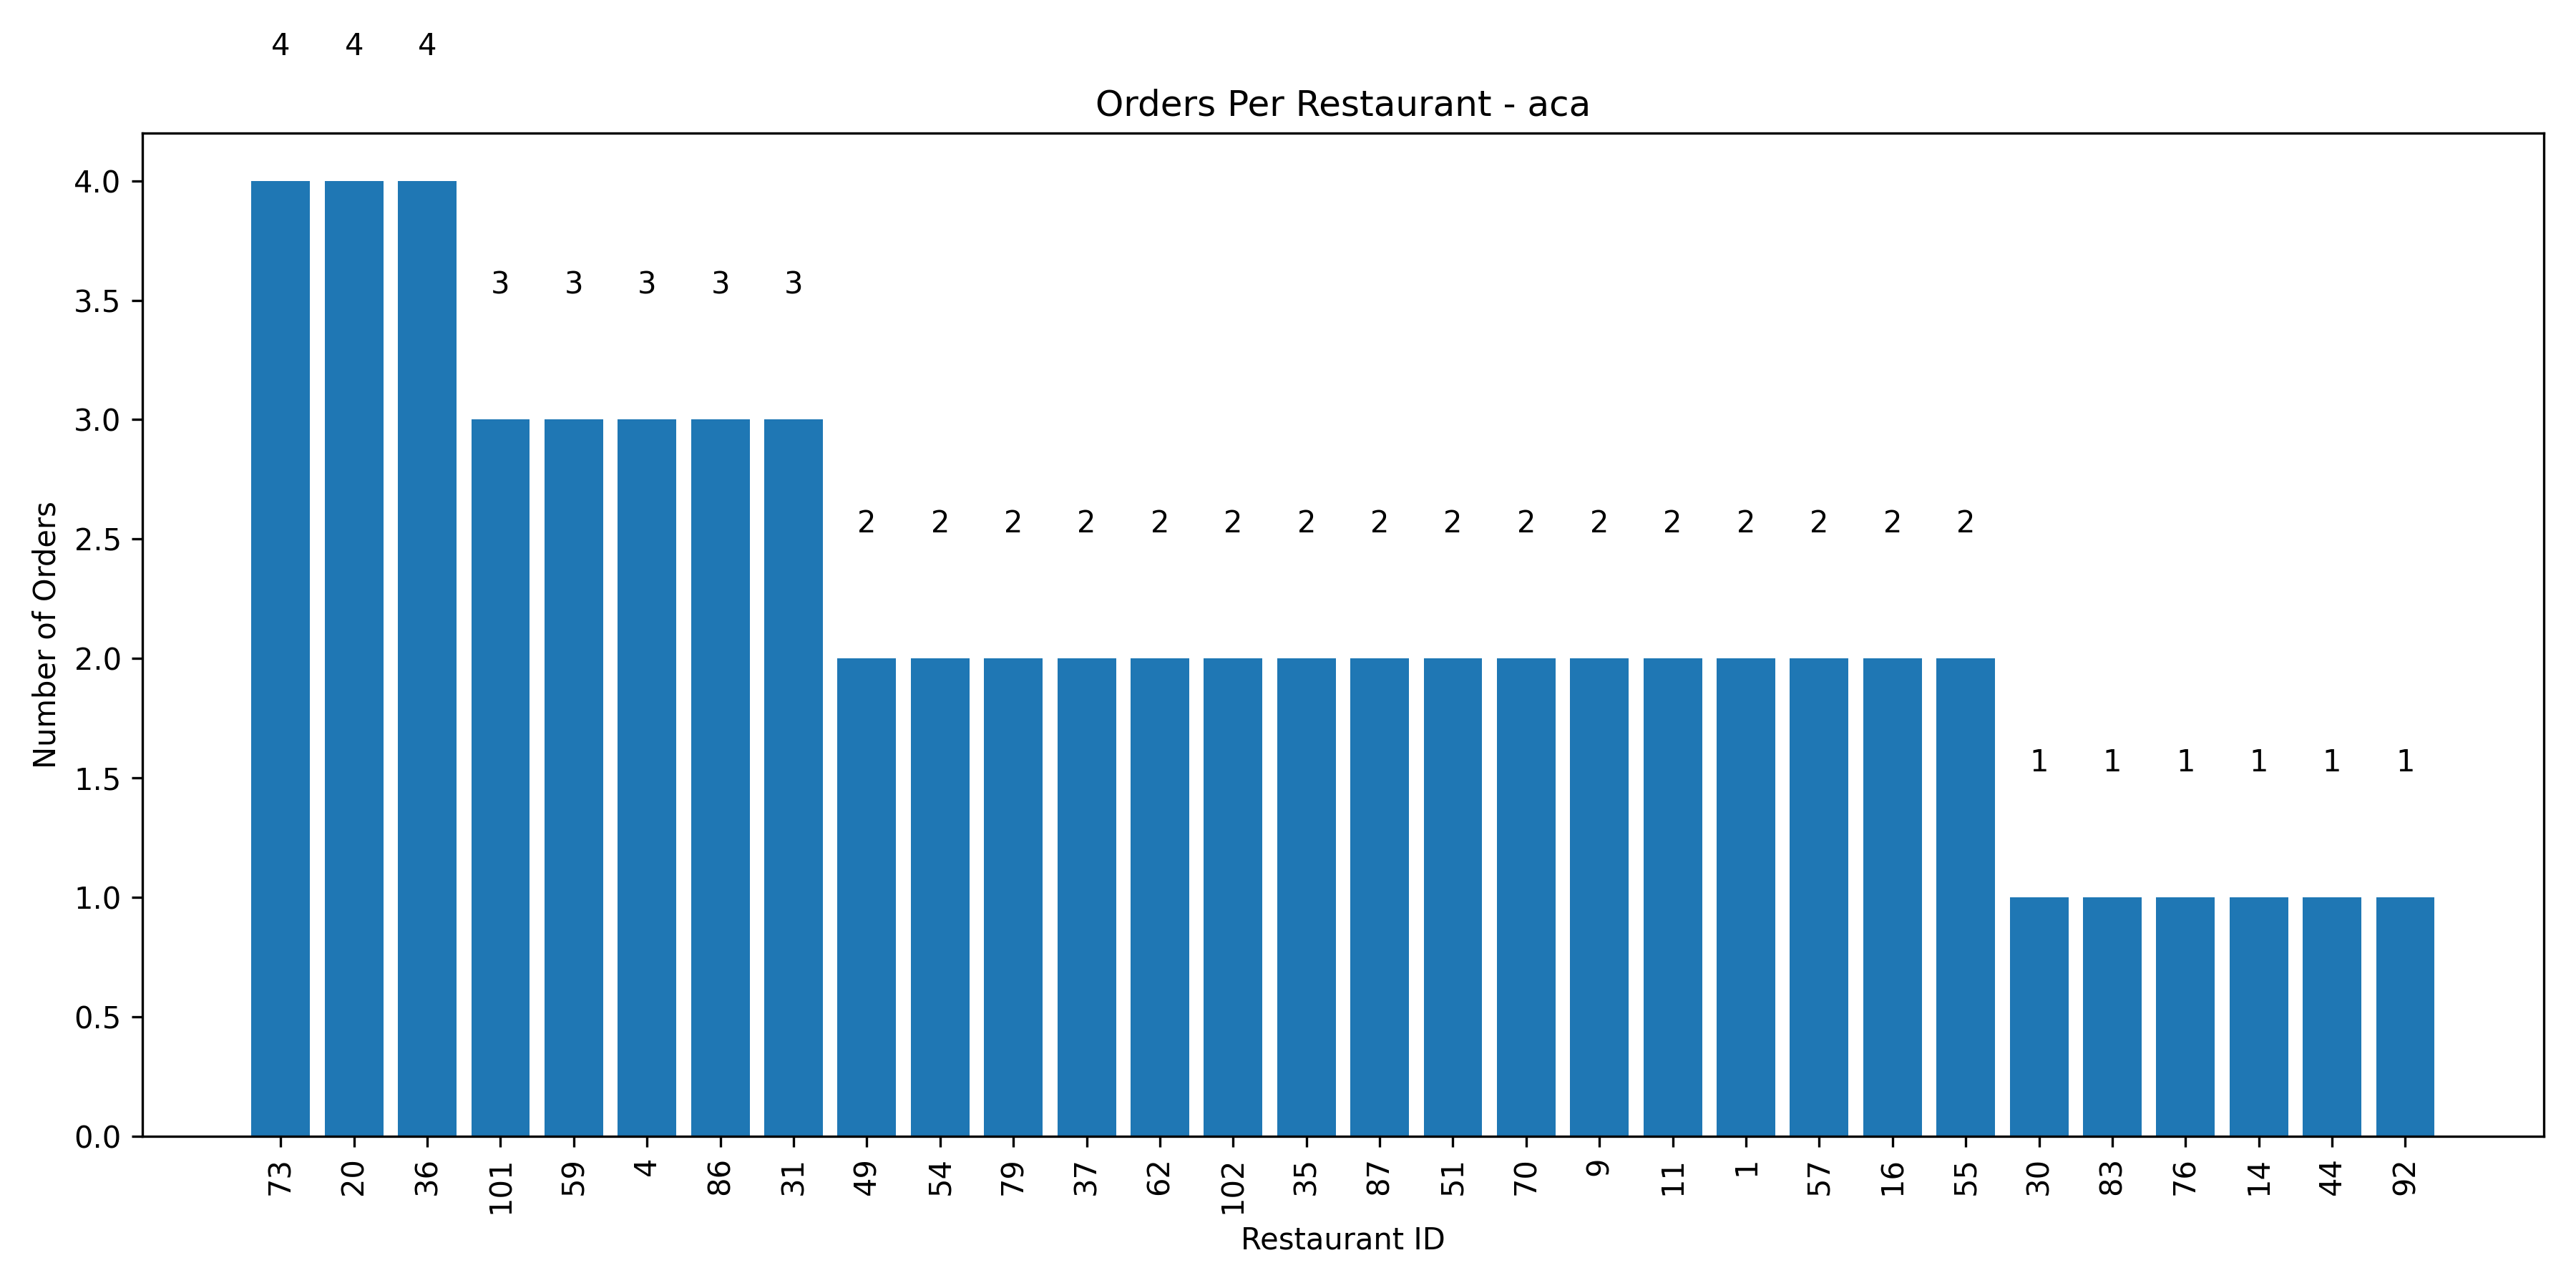 4 4 4
Orders Per Restaurant - aca
4.0
3.5
3.0
2.5
2.0
1.5
1.0
0.5
0.0
Number of Orders
3 3 3 3 3
2 2 2 2 2 2 2 2 2 2 2 2 2 2 2 2
1 1 1 1 1 1
73 20 36 101 59 4 86 31 49 54 79 37 62 102 35 87 51 70 9 11 1 57 16 55 30 83 76 14 44 92
Restaurant ID